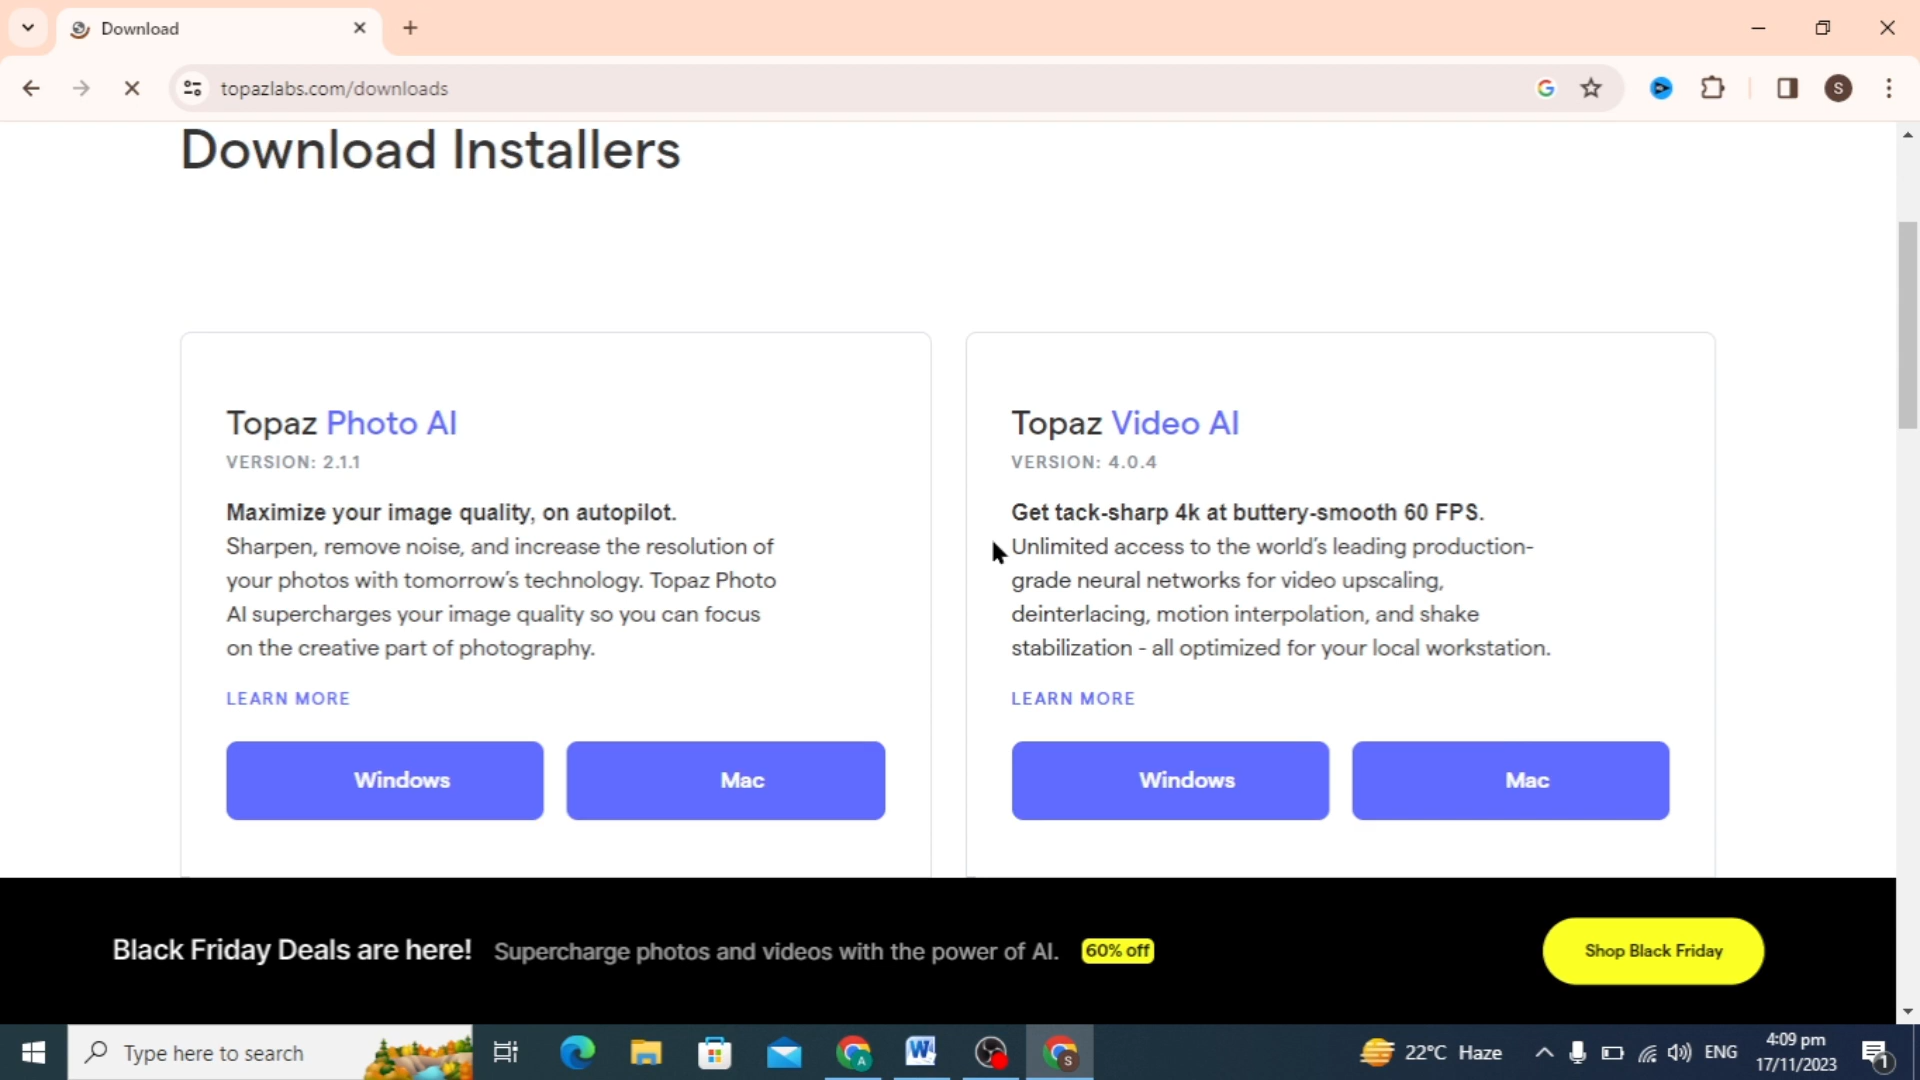 Download
topazlabs.com/downloads
S
Download Installers
Topaz Photo AI
VERSION: 2.1.1
Maximize your image quality, on autopilot.
Sharpen, remove noise, and increase the resolution of
your photos with tomorrow's technology. Topaz Photo
AI supercharges your image quality so you can focus
on the creative part of photography.
LEARN MORE
Windows
Mac
Topaz Video AI
VERSION: 4.0.4
Get tack-sharp 4k at buttery-smooth 60 FPS.
Unlimited access to the world's leading production-
grade neural networks for video upscaling,
deinterlacing, motion interpolation, and shake
stabilization - all optimized for your local workstation.
LEARN MORE
Windows
Mac
Black Friday Deals are here! Supercharge photos and videos with the power of AI. 60% off
Shop Black Friday
Type here to search
22°C Haze
ENG
4:09 pm
17/11/2023
1